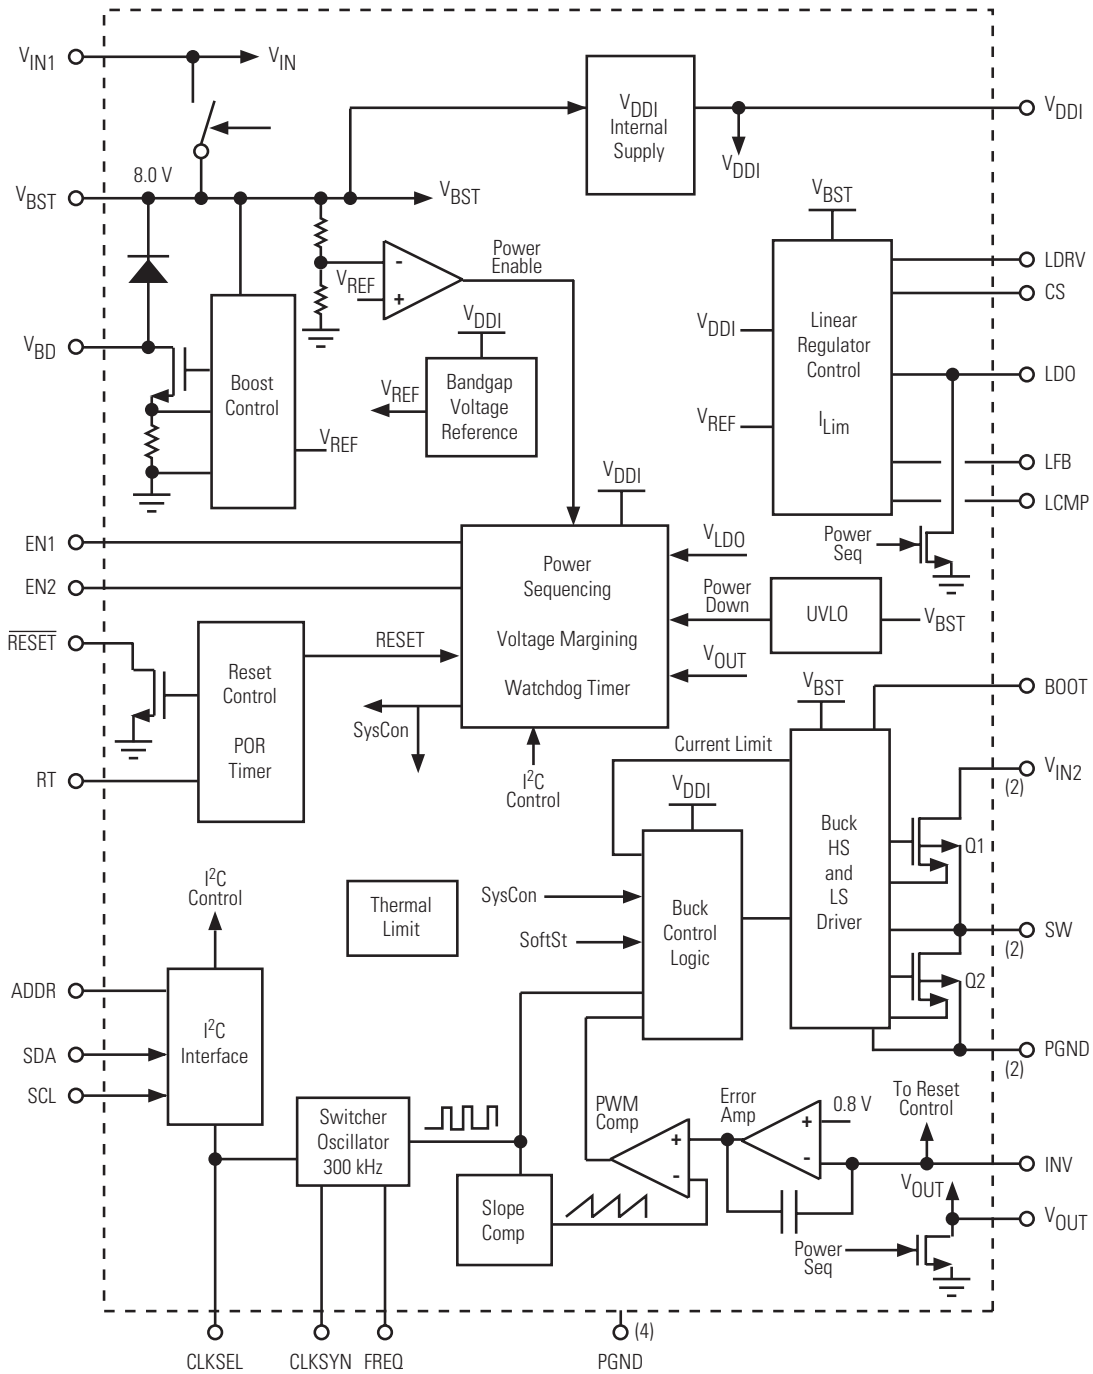 VIN1
VIN
VDDI
Internal
Supply
VDDI
VDDI
8.0 V
VBST
VBST
VREF
-
+
Power
Enable
VBST
Linear
Regulator
Control
ILim
VDDI
VREF
LDRV
CS
LDO
LFB
LCMP
Power
Seq
VBD
Boost
Control
VREF
VDDI
Bandgap
Voltage
Reference
VREF
VDDI
EN1
EN2
Power
Sequencing
Voltage Margining
Watchdog Timer
VLDO
Power
Down
UVLO
VBST
VOUT
RESET
Reset
Control
POR
Timer
RESET
SysCon
I2C
Control
RT
VBST
BOOT
Current Limit
VDDI
Buck
HS
and
LS
Driver
VIN2
(2)
Q1
SW
(2)
Q2
PGND
(2)
I2C
Control
Thermal
Limit
SysCon
SoftSt
Buck
Control
Logic
ADDR
SDA
SCL
I2C
Interface
Switcher
Oscillator
300 kHz
Slope
Comp
PWM
Comp
+
-
Error
Amp
0.8 V
+
-
To Reset
Control
INV
VOUT
VOUT
Power
Seq
CLKSEL
CLKSYN
FREQ
(4)
PGND